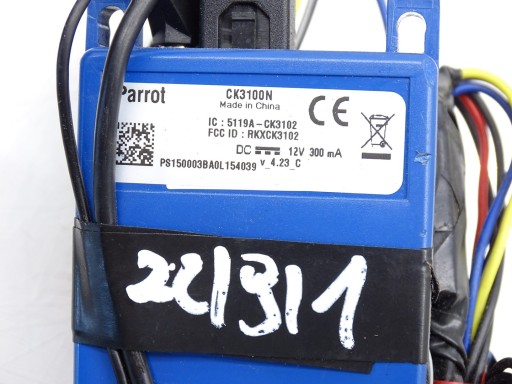 Parrot
CK3100N
Made in China
CE
IC : 5119A-CK3102
FCC ID : RKXCK3102
DC 12V 300 mA
PS150003BA0L154039 v_4.23_C